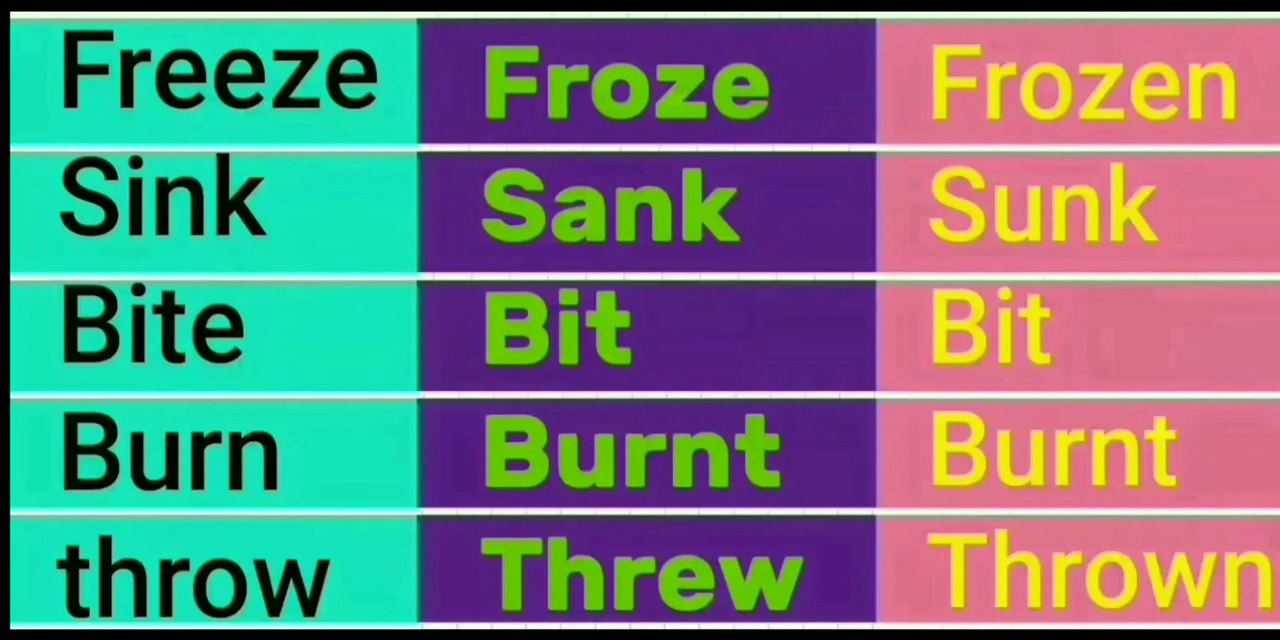 Freeze Froze Frozen
Sink Sank Sunk
Bite Bit Bit
Burn Burnt Burnt
throw Threw Thrown